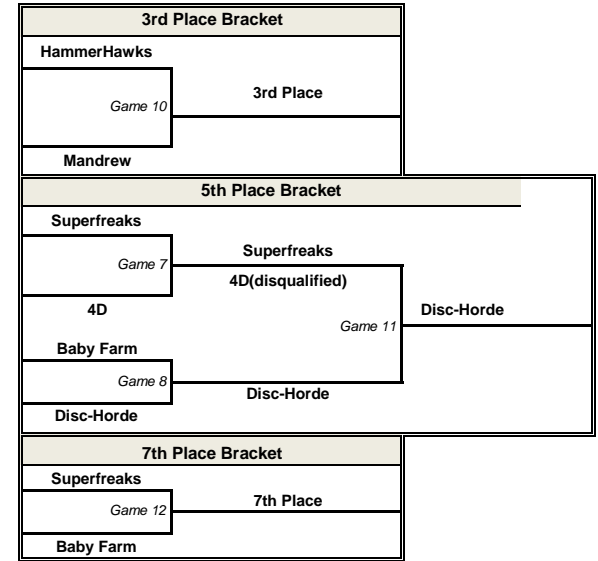 3rd Place Bracket
HammerHawks
3rd Place
Game 10
Mandrew
5th Place Bracket
Superfreaks
Superfreaks
Game 7
4D(disqualified)
4D
Disc-Horde
Game 11
Baby Farm
Game 8
Disc-Horde
Disc-Horde
7th Place Bracket
Superfreaks
7th Place
Game 12
Baby Farm